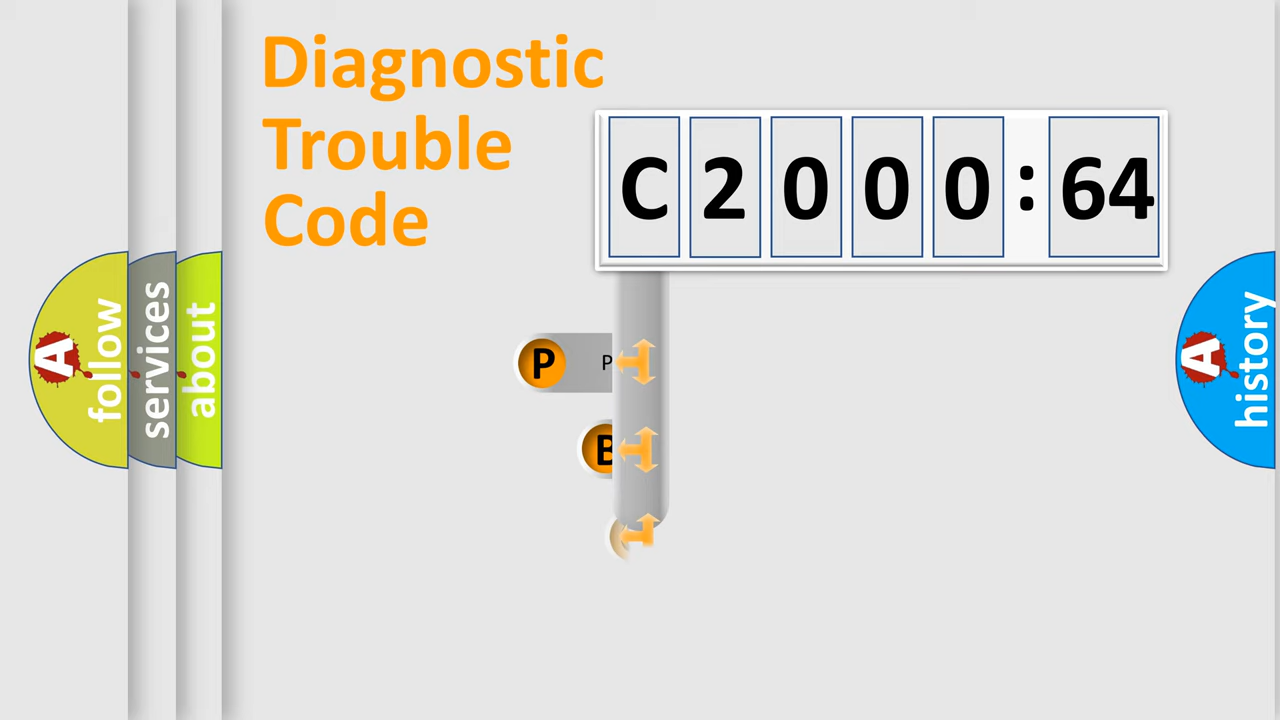 Diagnostic
Trouble
Code
C2000:64
P
P
B
A
follow
services
about
A
history